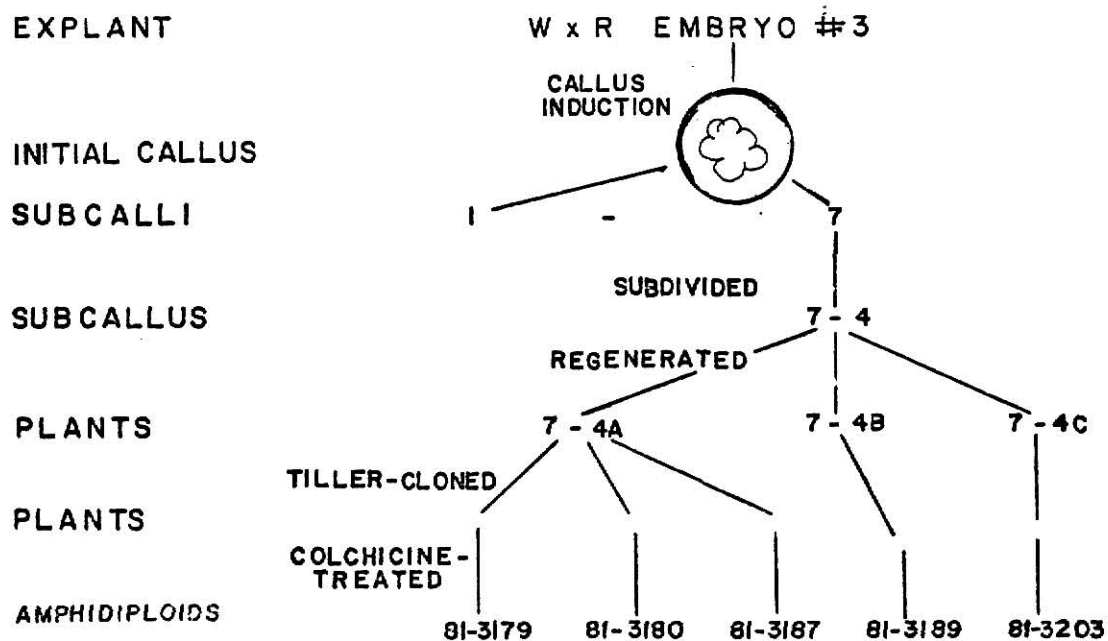 EXPLANT W x R EMBRYO #3
CALLUS
INDUCTION
INITIAL CALLUS
SUBCALLI 1 - 7
SUBDIVIDED
SUBCALLUS 7 - 4
REGENERATED
PLANTS 7 - 4A 7 - 4B 7 - 4C
TILLER-CLONED
PLANTS
COLCHICINE-
TREATED
AMPHIDIPLOIDS 81-3179 81-3180 81-3187 81-3189 81-3203